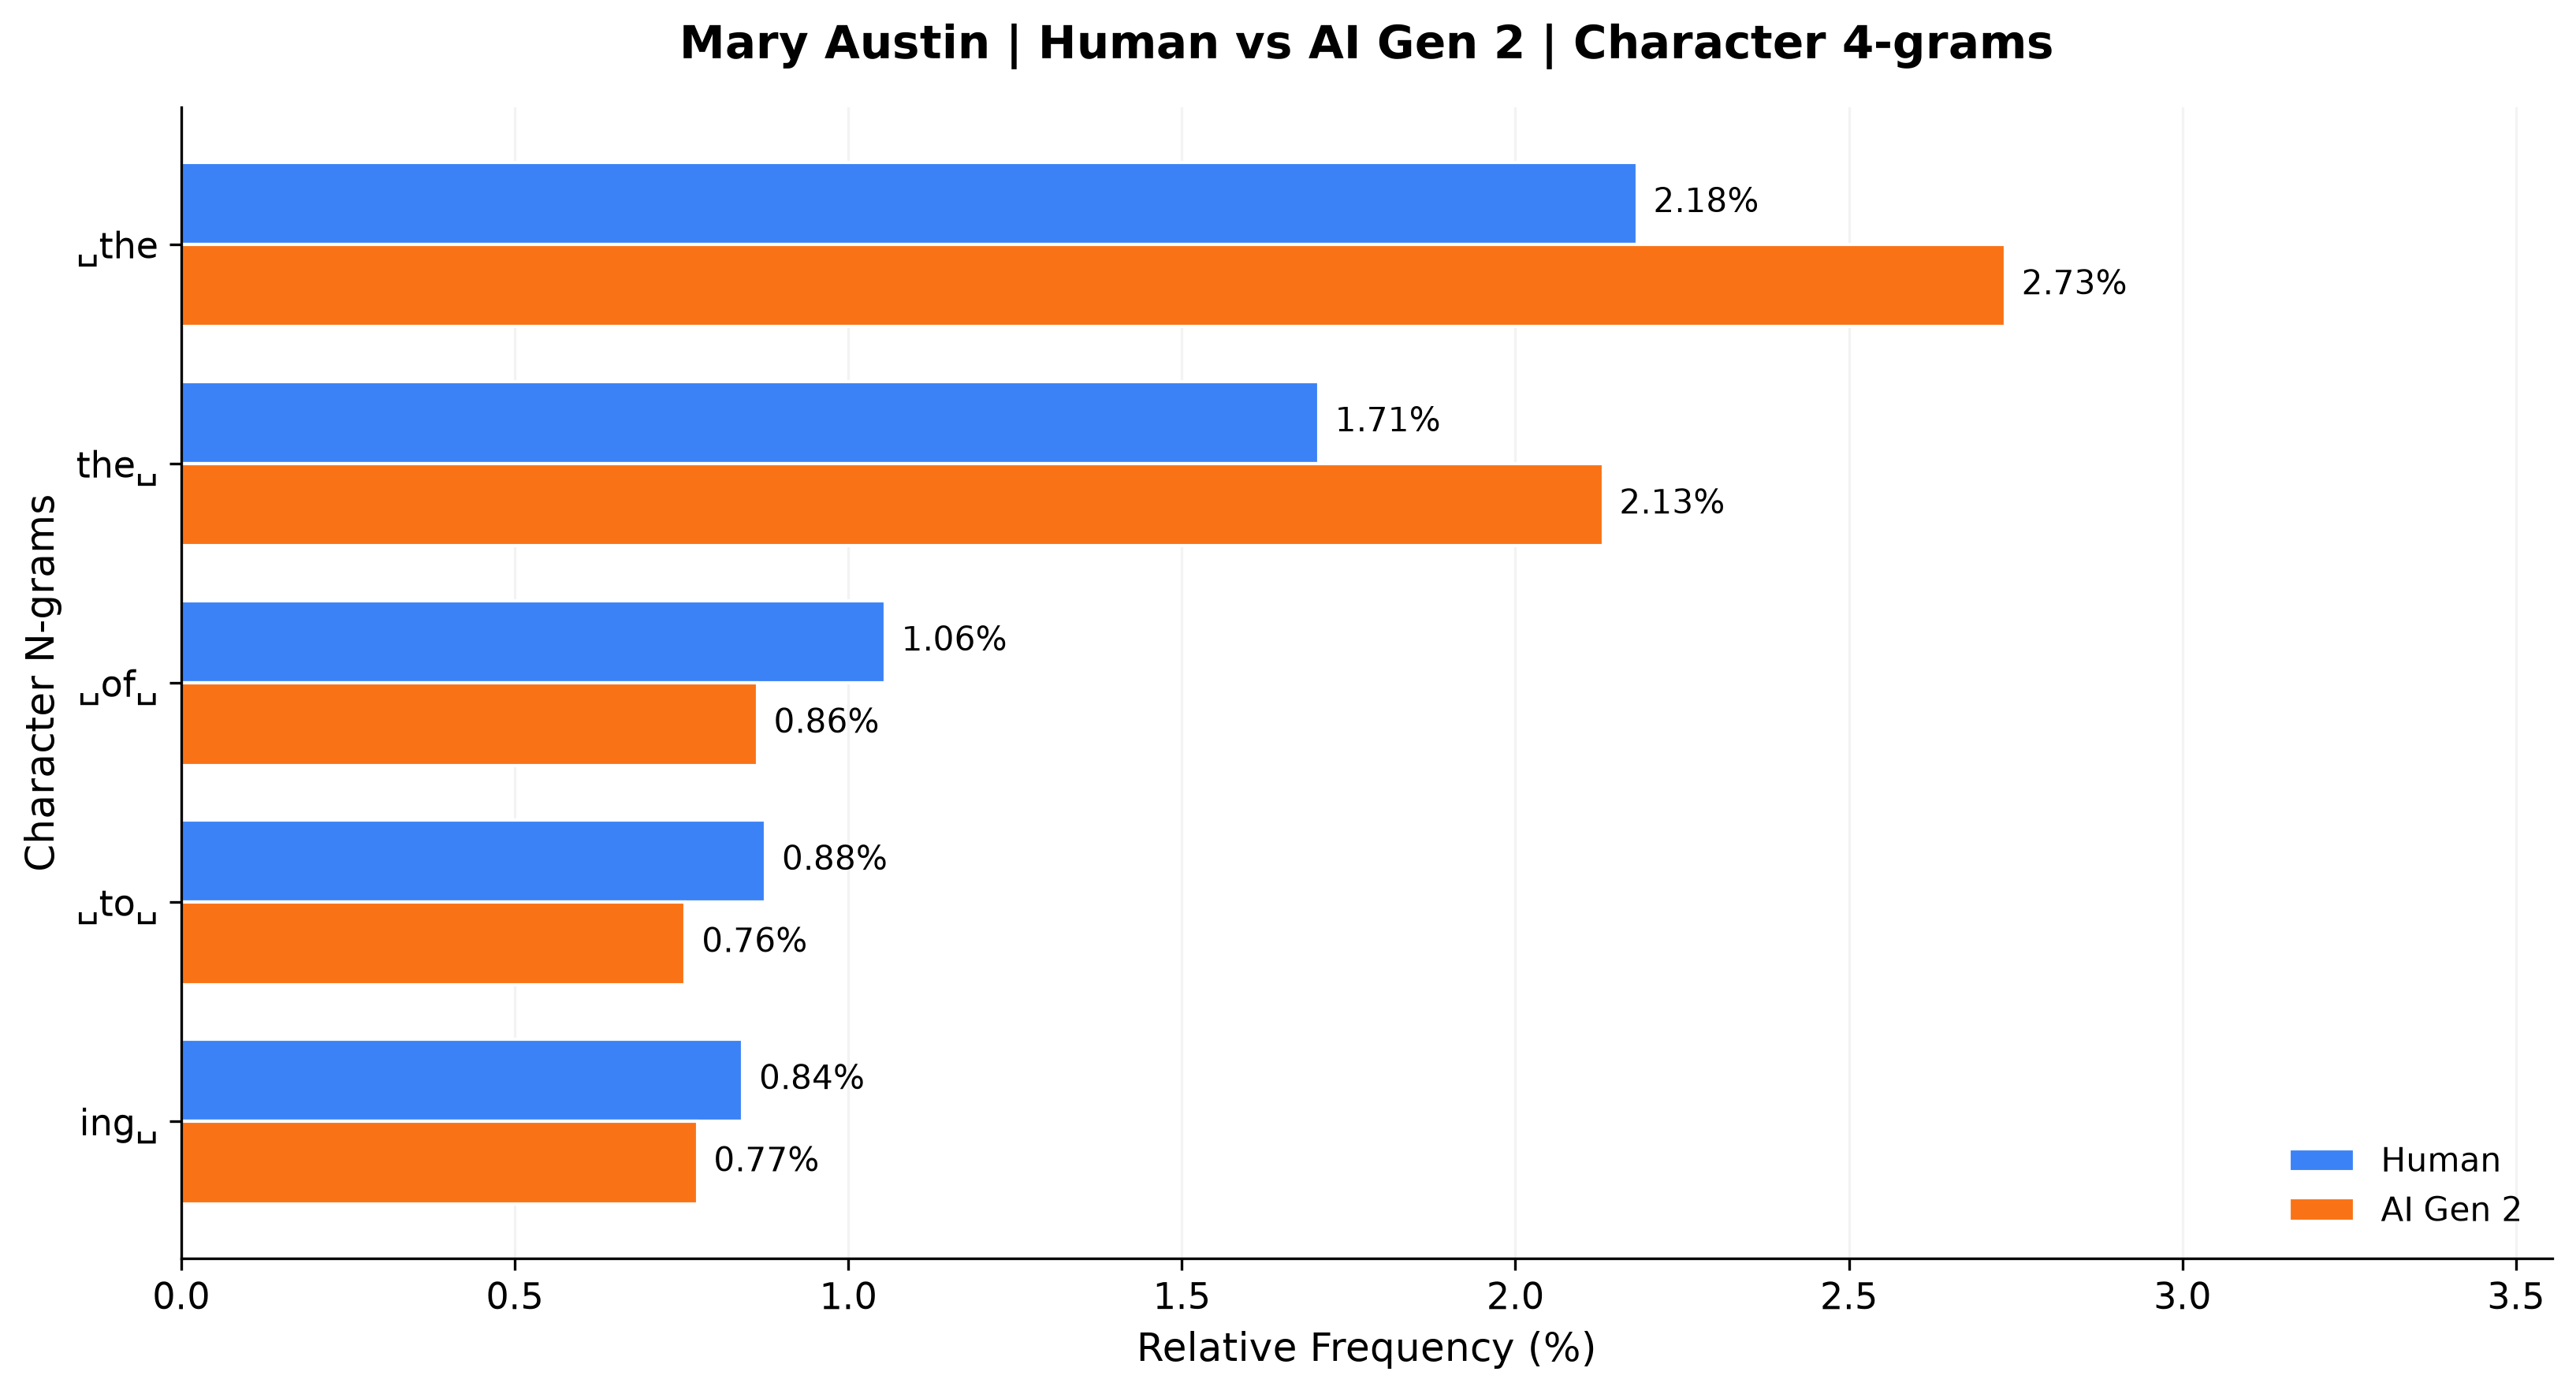 Mary Austin | Human vs AI Gen 2 | Character 4-grams
Character N-grams
␣the
2.18%
2.73%
the␣
1.71%
2.13%
␣of␣
1.06%
0.86%
␣to␣
0.88%
0.76%
ing␣
0.84%
0.77%
Human
AI Gen 2
0.0 0.5 1.0 1.5 2.0 2.5 3.0 3.5
Relative Frequency (%)